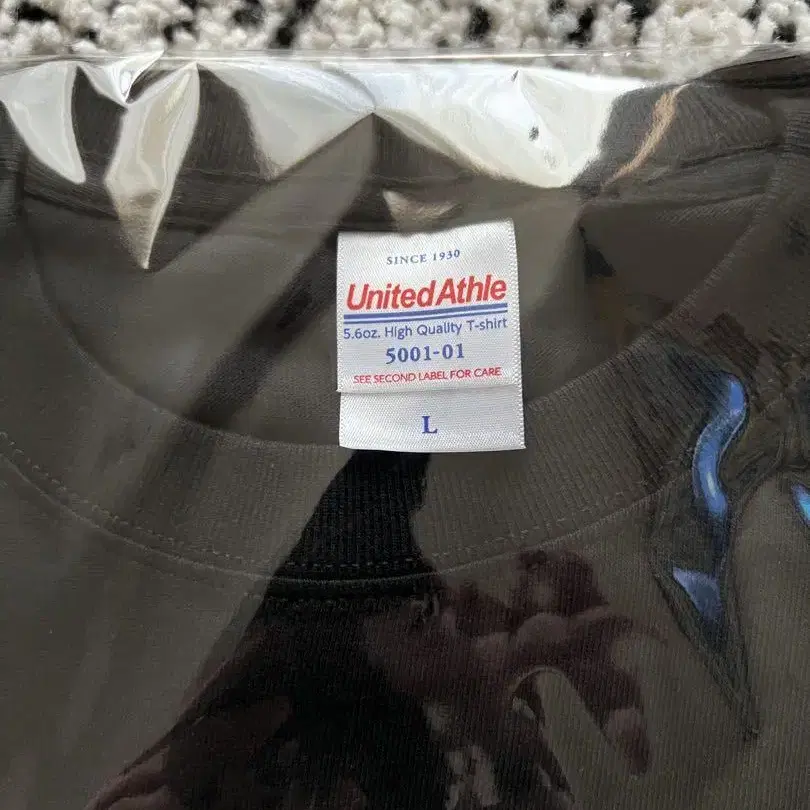 SINCE 1930
UnitedAthle
5.6oz. High Quality T-shirt
5001-01
SEE SECOND LABEL FOR CARE
L